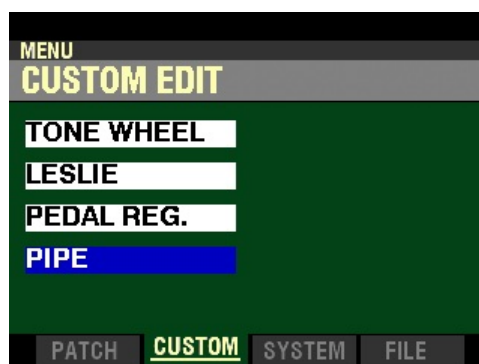 MENU
CUSTOM EDIT
TONE WHEEL
LESLIE
PEDAL REG.
PIPE
PATCH CUSTOM SYSTEM FILE